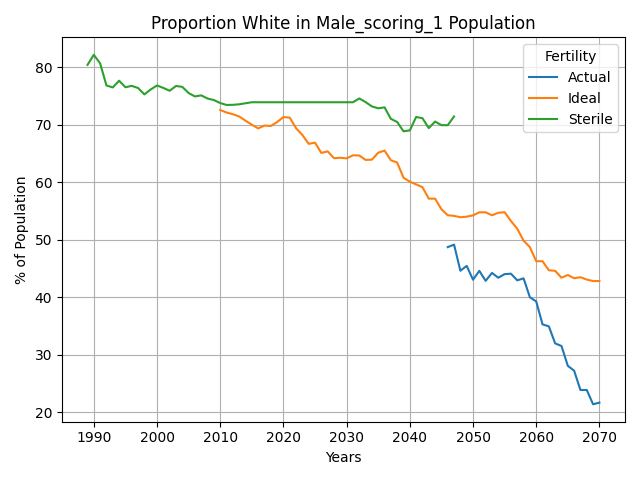 Proportion White in Male_scoring_1 Population
Fertility
Actual
Ideal
Sterile
% of Population
80
70
60
50
40
30
20
1990 2000 2010 2020 2030 2040 2050 2060 2070
Years